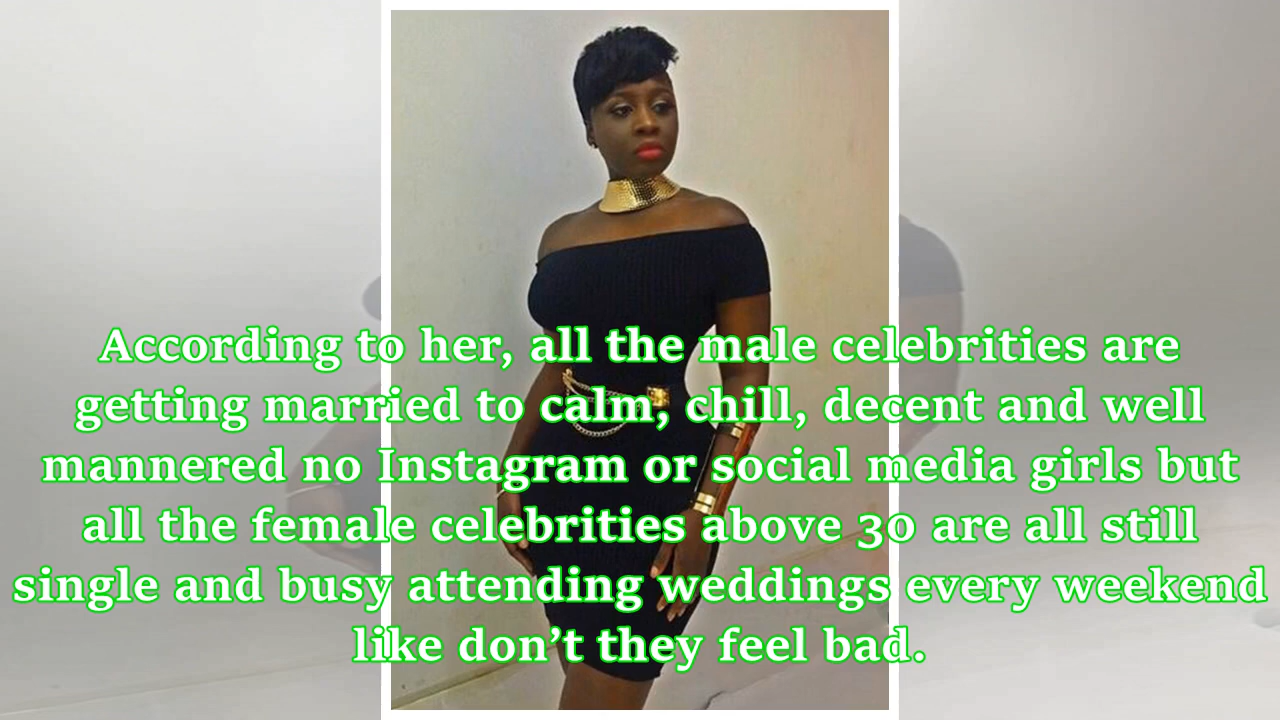 According to her, all the male celebrities are
getting married to calm, chill, decent and well
mannered no Instagram or social media girls but
all the female celebrities above 30 are all still
single and busy attending weddings every weekend
like don’t they feel bad.